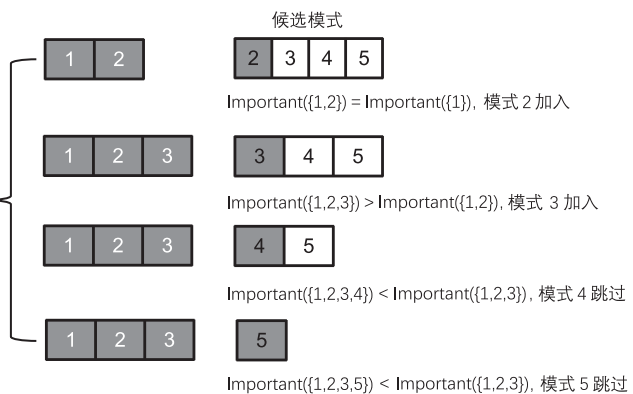 候选模式
1 2 2 3 4 5
Important({1,2}) = Important({1}), 模式 2 加入
1 2 3 3 4 5
Important({1,2,3}) > Important({1,2}), 模式 3 加入
1 2 3 4 5
Important({1,2,3,4}) < Important({1,2,3}), 模式 4 跳过
1 2 3 5
Important({1,2,3,5}) < Important({1,2,3}), 模式 5 跳过